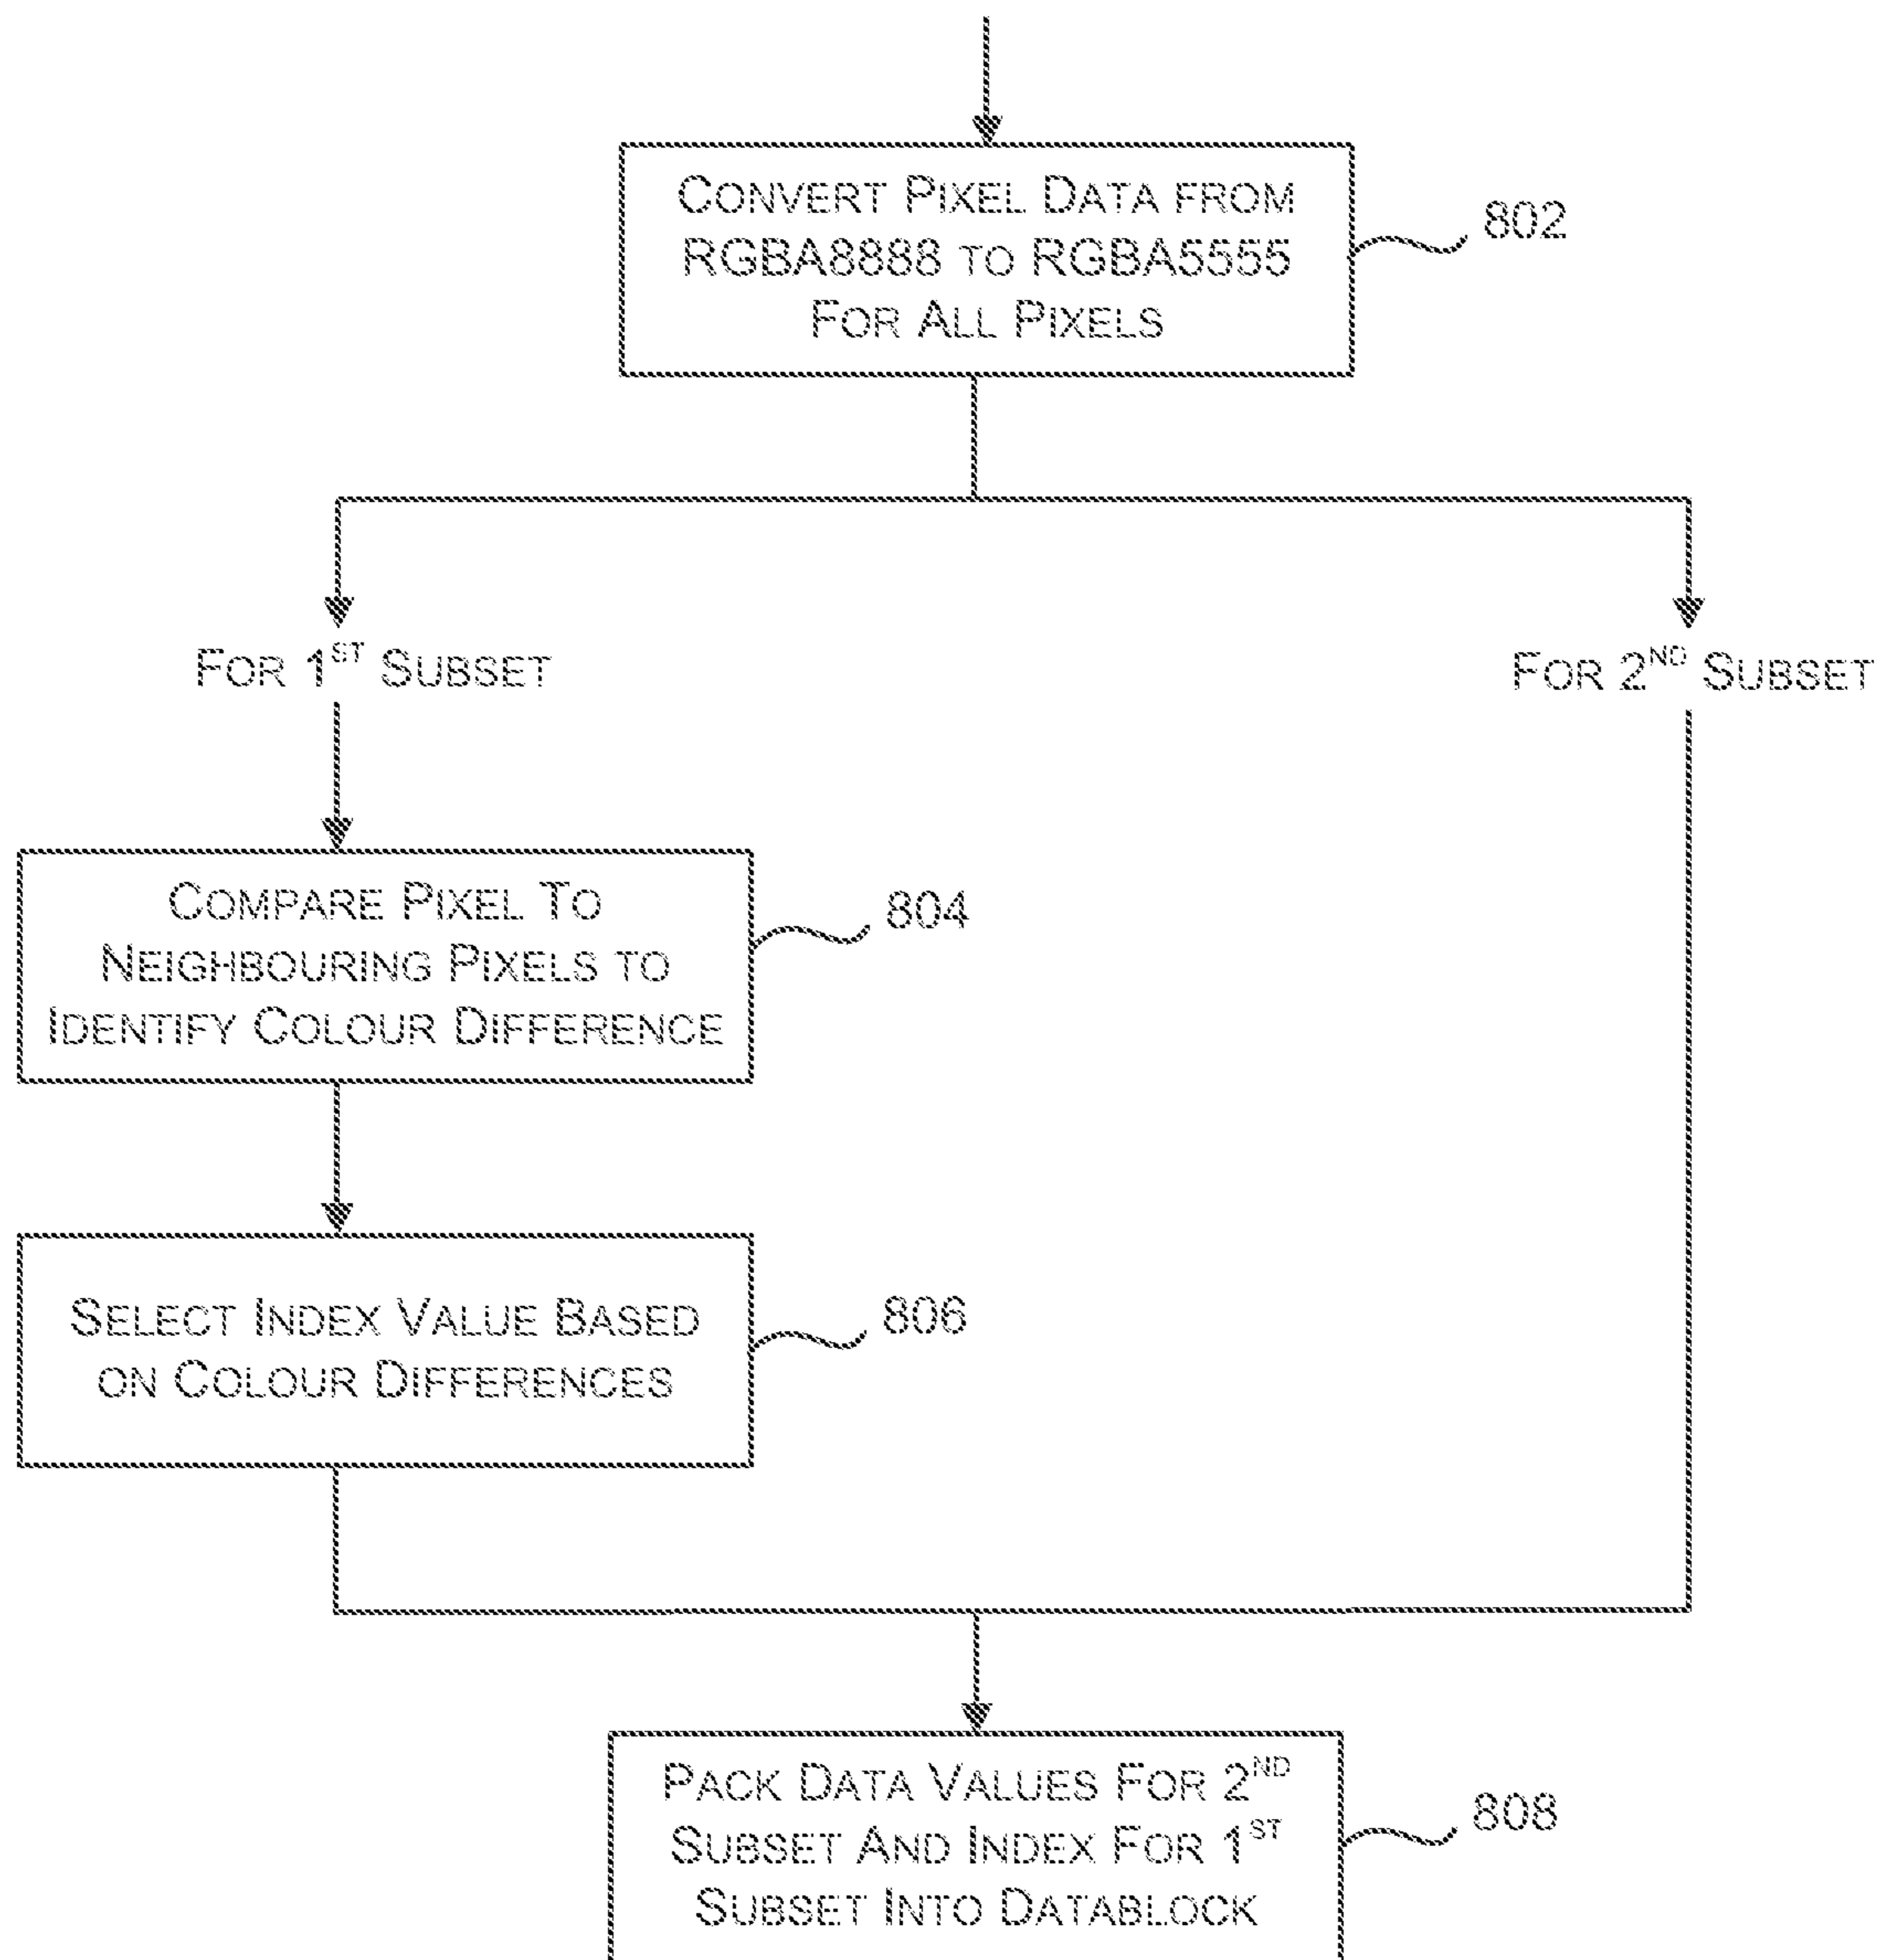 CONVERT PIXEL DATA FROM
RGBA8888 TO RGBA5555
FOR ALL PIXELS
802
FOR 1ST SUBSET
FOR 2ND SUBSET
COMPARE PIXEL TO
NEIGHBOURING PIXELS TO
IDENTIFY COLOUR DIFFERENCE
804
SELECT INDEX VALUE BASED
ON COLOUR DIFFERENCES
806
PACK DATA VALUES FOR 2ND
SUBSET AND INDEX FOR 1ST
SUBSET INTO DATABLOCK
808